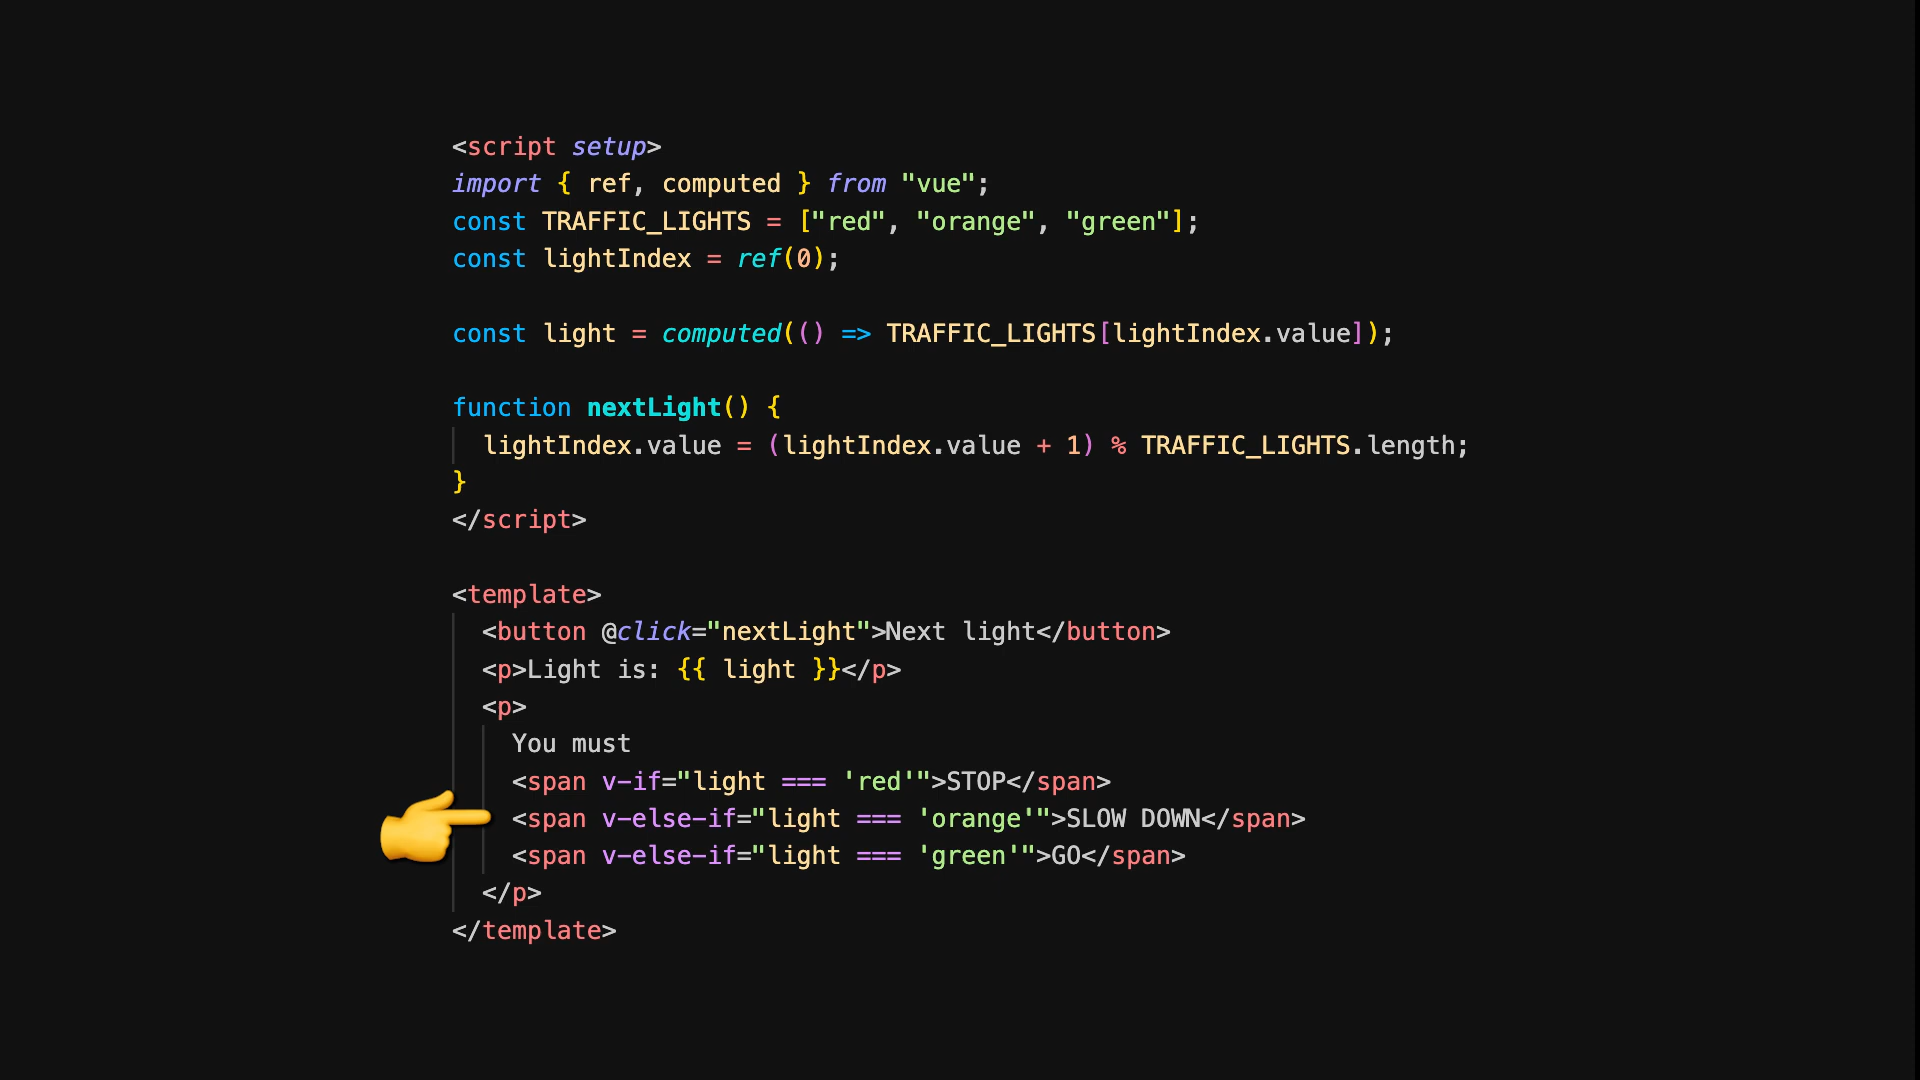 <script setup>
import { ref, computed } from "vue";
const TRAFFIC_LIGHTS = ["red", "orange", "green"];
const lightIndex = ref(0);
const light = computed(() => TRAFFIC_LIGHTS[lightIndex.value]);
function nextLight() {
  lightIndex.value = (lightIndex.value + 1) % TRAFFIC_LIGHTS.length;
}
</script>
<template>
  <button @click="nextLight">Next light</button>
  <p>Light is: {{ light }}</p>
  <p>
    You must
    <span v-if="light === 'red'">STOP</span>
    <span v-else-if="light === 'orange'">SLOW DOWN</span>
    <span v-else-if="light === 'green'">GO</span>
  </p>
</template>